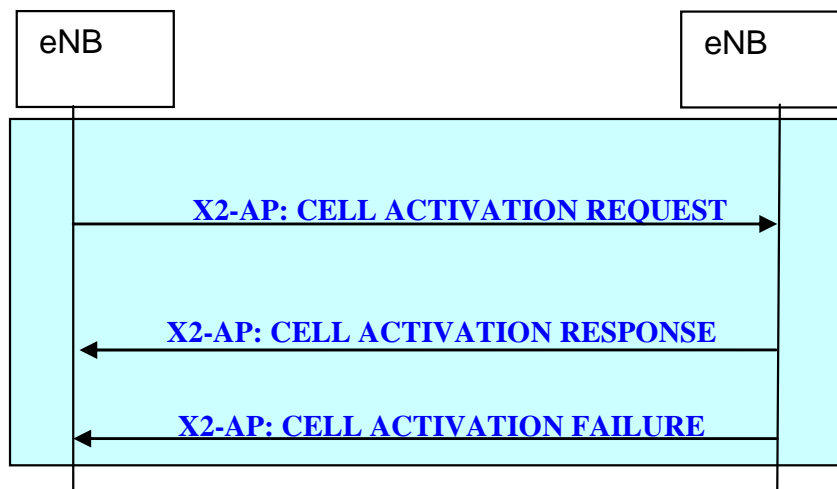 eNB
eNB
X2-AP: CELL ACTIVATION REQUEST
X2-AP: CELL ACTIVATION RESPONSE
X2-AP: CELL ACTIVATION FAILURE